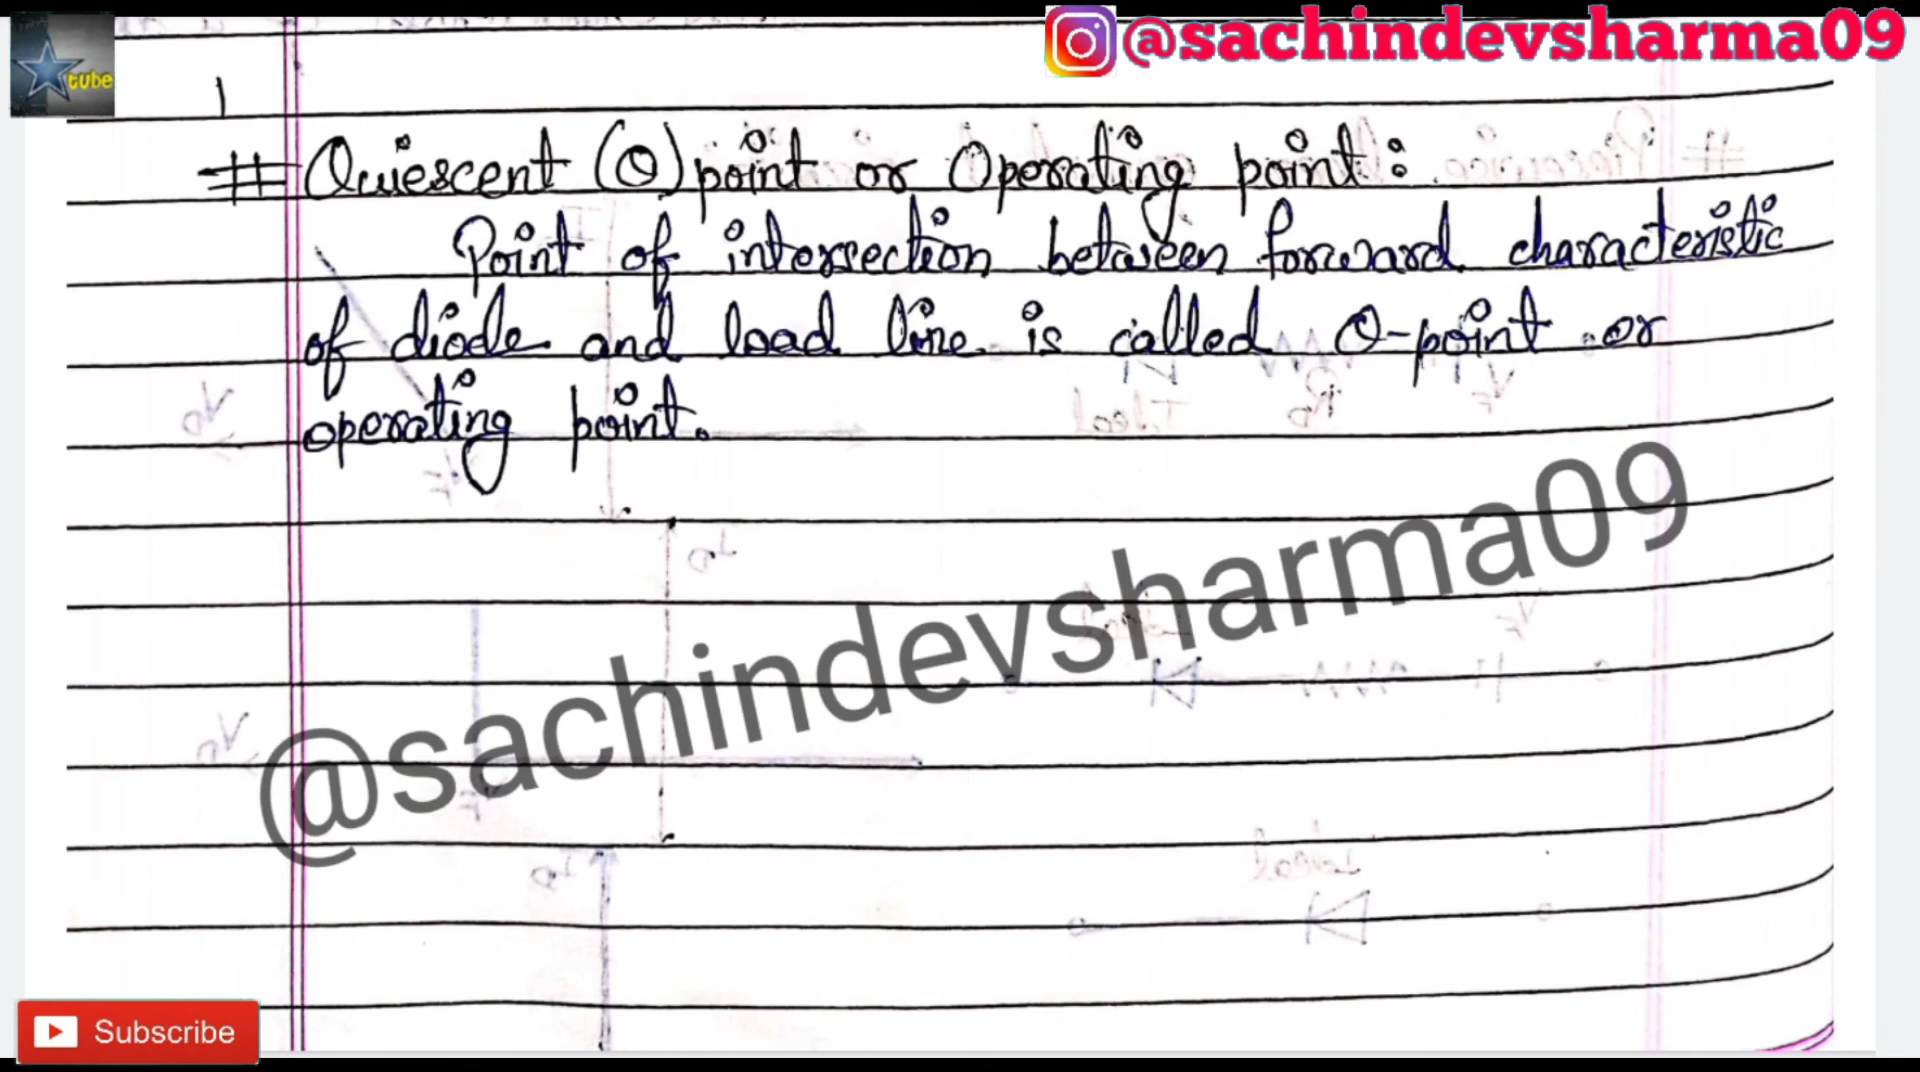 @sachindevsharma09
tube
# Quiescent (Q) point or Operating point:
Point of intersection between forward characteristic
of diode and load line is called Q-point or
operating point.
@sachindevsharma09
Subscribe